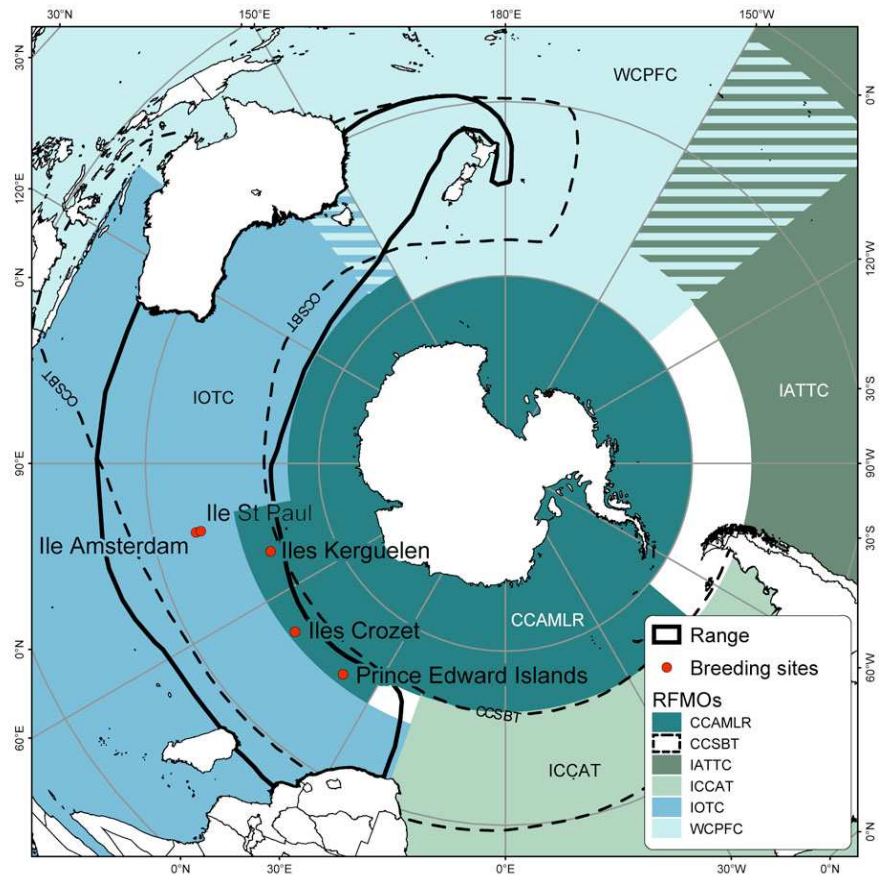 30°N
150°E
180°E
150°W
30°N
0°N
WCPFC
120°E
0°N
120°W
CCSBT
CCSBT
30°S
IOTC
IATTC
90°E
90°W
Ile St Paul
Ile Amsterdam
Iles Kerguelen
30°S
CCAMLR
Iles Crozet
Prince Edward Islands
0°N
60°W
CCSBT
60°E
ICCAT
Range
Breeding sites
RFMOs
CCAMLR
CCSBT
IATTC
ICCAT
IOTC
WCPFC
0°N
0°N
30°E
0°E
30°W
0°N